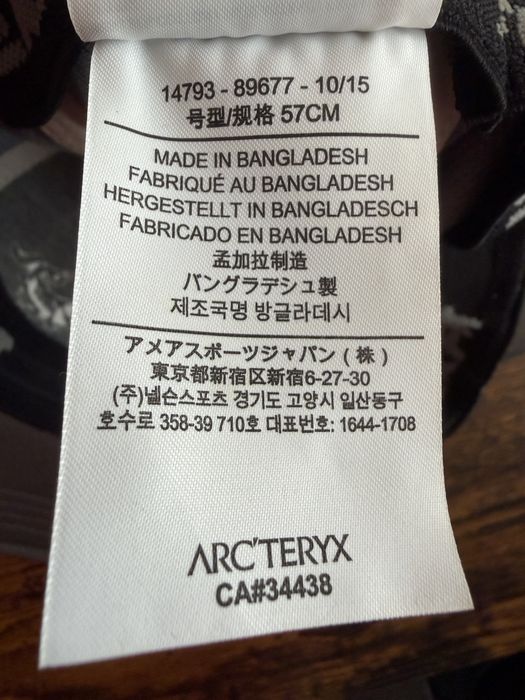 14793 - 89677 - 10/15
号型/规格 57CM
MADE IN BANGLADESH
FABRIQUÉ AU BANGLADESH
HERGESTELLT IN BANGLADESCH
FABRICADO EN BANGLADESH
孟加拉制造
バングラデシュ製
제조국명 방글라데시
アメアスポーツジャパン ( 株 )
東京都新宿区新宿6-27-30
(주)넬슨스포츠 경기도 고양시 일산동구
호수로 358-39 710호 대표번호: 1644-1708
ARC'TERYX
CA#34438